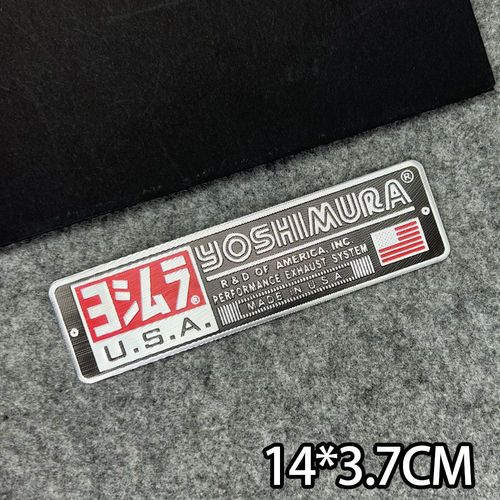 YOSHIMURA®
R & D OF AMERICA, INC.
PERFORMANCE EXHAUST SYSTEM
MADE IN U.S.A
ヨシムラ®
U.S.A.
14*3.7CM